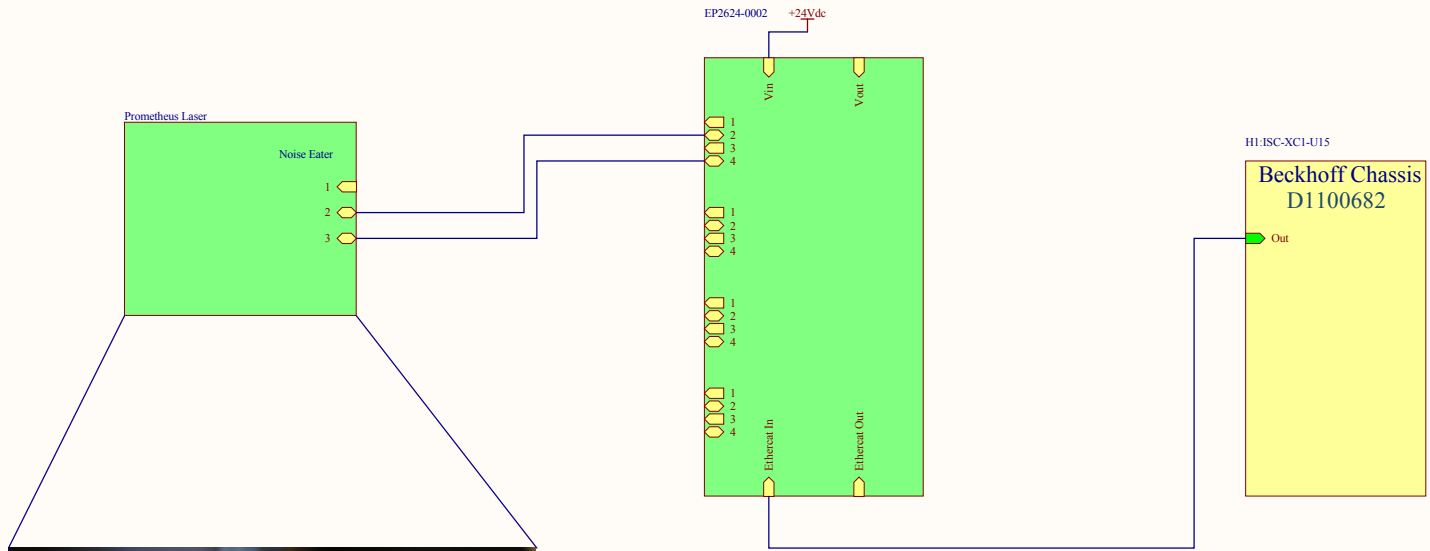 EP2624-0002 +24Vdc
Vin
Vout
Prometheus Laser
Noise Eater
1
2
3
1
2
3
4
1
2
3
4
1
2
3
4
1
2
3
4
Ethercat In
Ethercat Out
H1:ISC-XC1-U15
Beckhoff Chassis
D1100682
Out